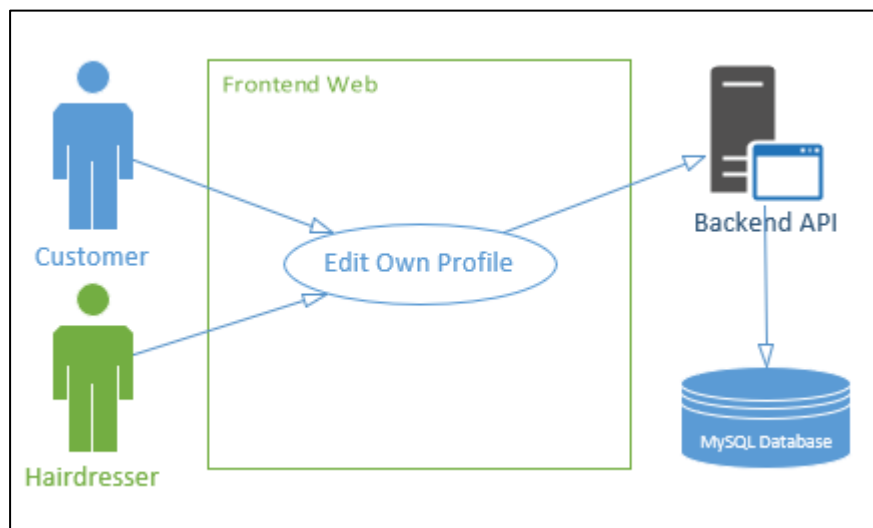 Frontend Web
Customer
Edit Own Profile
Backend API
Hairdresser
MySQL Database